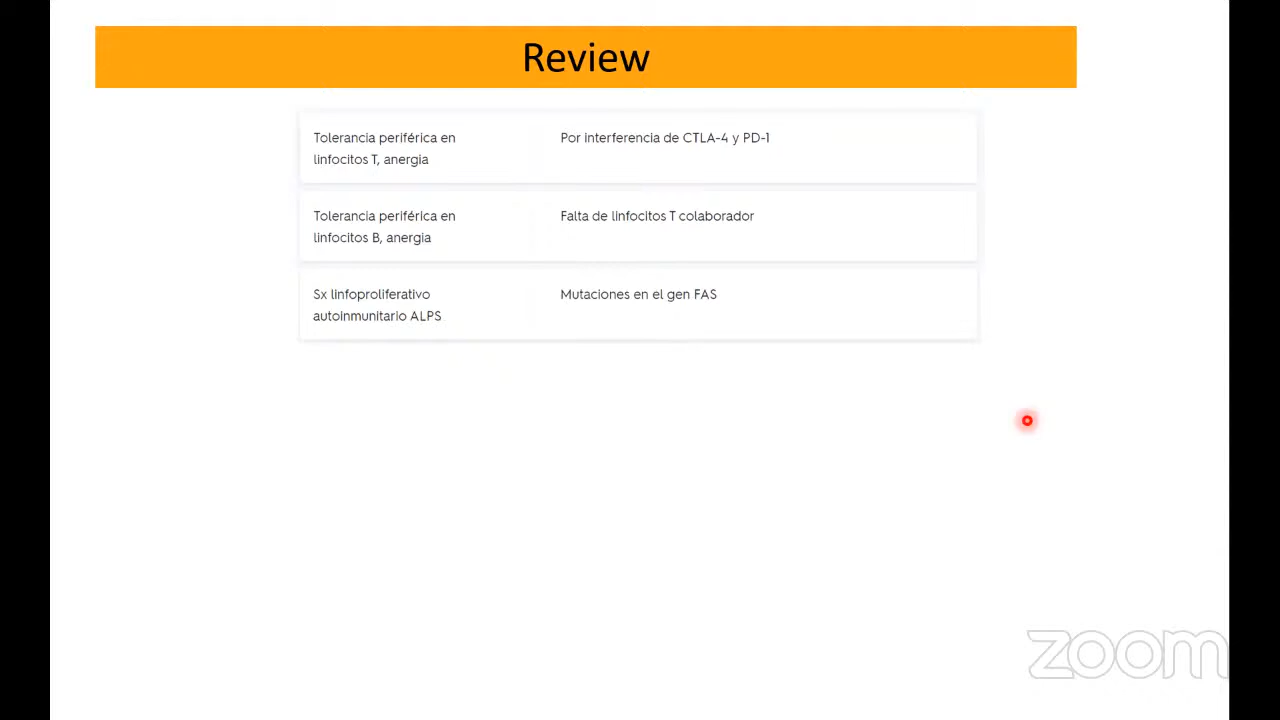 Review
Tolerancia periférica en
linfocitos T, anergia
Por interferencia de CTLA-4 y PD-1
Tolerancia periférica en
linfocitos B, anergia
Falta de linfocitos T colaborador
Sx linfoproliferativo
autoinmunitario ALPS
Mutaciones en el gen FAS
zoom